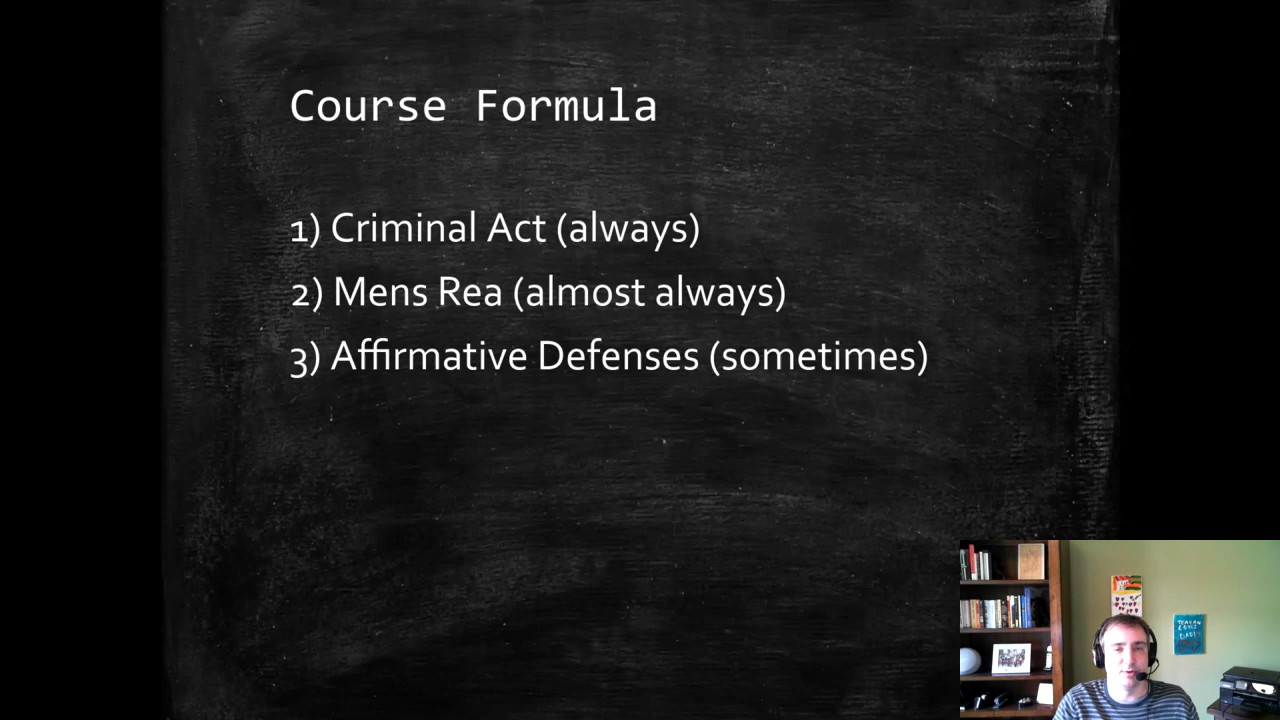 Course Formula
1) Criminal Act (always)
2) Mens Rea (almost always)
3) Affirmative Defenses (sometimes)